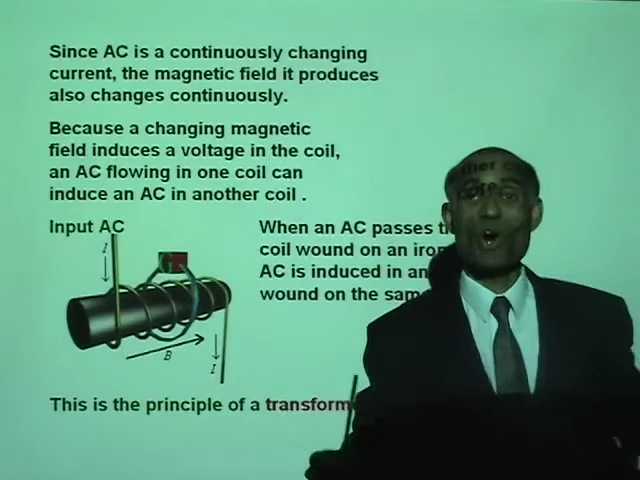 Since AC is a continuously changing
current, the magnetic field it produces
also changes continuously.
Because a changing magnetic
field induces a voltage in the coil,
an AC flowing in one coil can
induce an AC in another coil .
Input AC
When an AC passes
coil wound on an iron
AC is induced in an
wound on the same
I
B
I
This is the principle of a transform